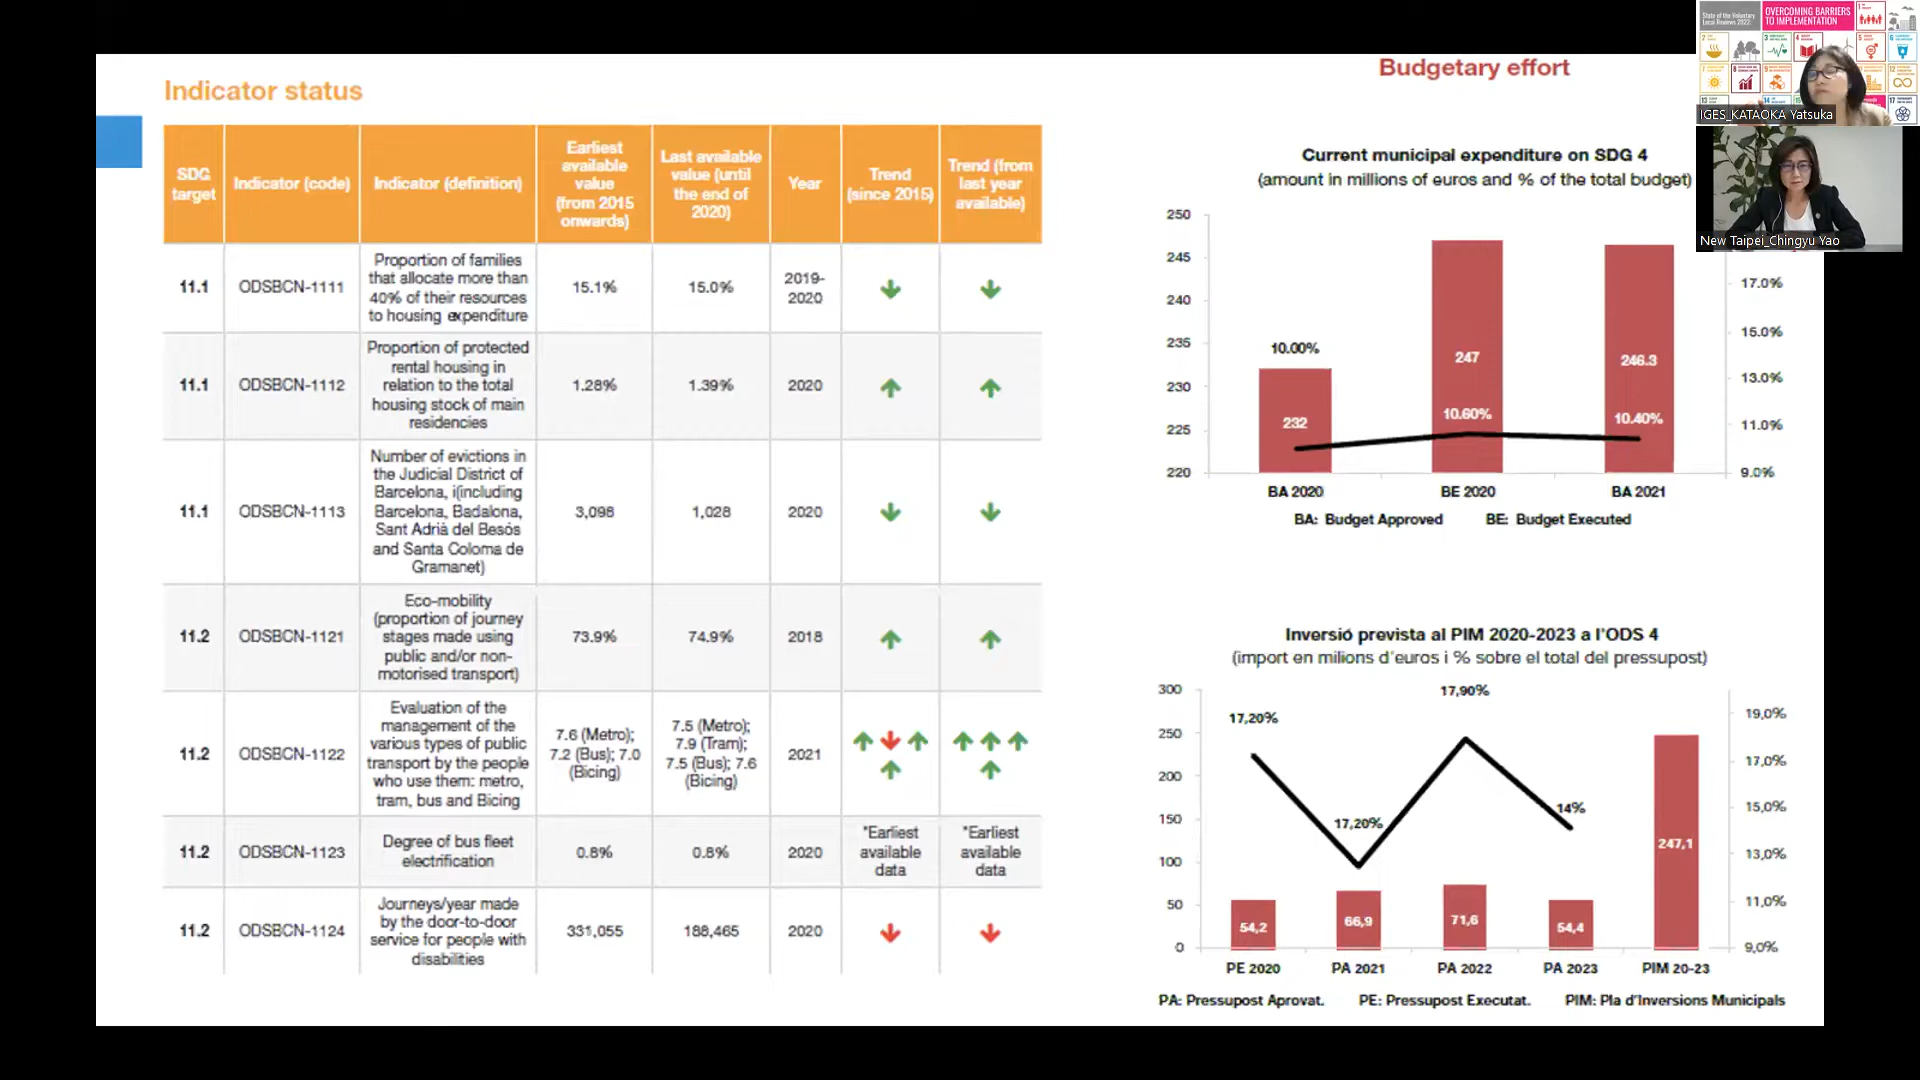 Indicator status
SDG
target
Indicator (code)
Indicator (definition)
Earliest
available
value
(from 2015
onwards)
Last available
value (until
the end of
2020)
Year
Trend
(since 2015)
Trend (from
last year
available)
11.1
ODSBCN-1111
Proportion of families
that allocate more than
40% of their resources
to housing expenditure
15.1%
15.0%
2019-
2020
11.1
ODSBCN-1112
Proportion of protected
rental housing in
relation to the total
housing stock of main
residencies
1.28%
1.39%
2020
11.1
ODSBCN-1113
Number of evictions in
the Judicial District of
Barcelona, i(including
Barcelona, Badalona,
Sant Adrià del Besós
and Santa Coloma de
Gramanet)
3,098
1,028
2020
11.2
ODSBCN-1121
Eco-mobility
(proportion of journey
stages made using
public and/or non-
motorised transport)
73.9%
74.9%
2018
11.2
ODSBCN-1122
Evaluation of the
management of the
various types of public
transport by the people
who use them: metro,
tram, bus and Bicing
7.6 (Metro);
7.2 (Bus); 7.0
(Bicing)
7.5 (Metro);
7.9 (Tram);
7.5 (Bus); 7.6
(Bicing)
2021
11.2
ODSBCN-1123
Degree of bus fleet
electrification
0.8%
0.8%
2020
*Earliest
available
data
*Earliest
available
data
11.2
ODSBCN-1124
Journeys/year made
by the door-to-door
service for people with
disabilities
331,055
188,465
2020
Budgetary effort
Current municipal expenditure on SDG 4
(amount in millions of euros and % of the total budget)
250
245
240
235
230
225
220
10.00%
232
247
10.60%
246.3
10.40%
17.0%
15.0%
13.0%
11.0%
9.0%
BA 2020
BE 2020
BA 2021
BA: Budget Approved
BE: Budget Executed
Inversió prevista al PIM 2020-2023 a l'ODS 4
(import en milions d'euros i % sobre el total del pressupost)
300
250
200
150
100
50
0
17,20%
17,20%
17,90%
14%
54,2
66,9
71,6
54,4
247,1
19,0%
17,0%
15,0%
13,0%
11,0%
9,0%
PE 2020
PA 2021
PA 2022
PA 2023
PIM 20-23
PA: Pressupost Aprovat.
PE: Pressupost Executat.
PIM: Pla d'Inversions Municipals
State of the Voluntary
Local Reviews 2022
OVERCOMING BARRIERS
TO IMPLEMENTATION
IGES_KATAOKA Yatsuka
New Taipei_Chingyu Yao